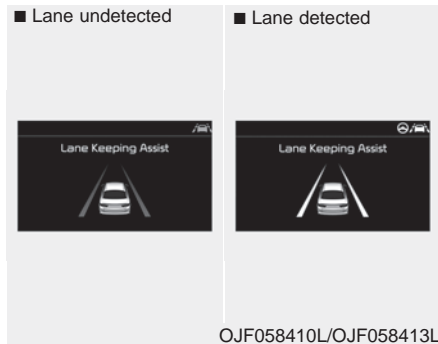 ■ Lane undetected
■ Lane detected
Lane Keeping Assist
Lane Keeping Assist
OJF058410L/OJF058413L